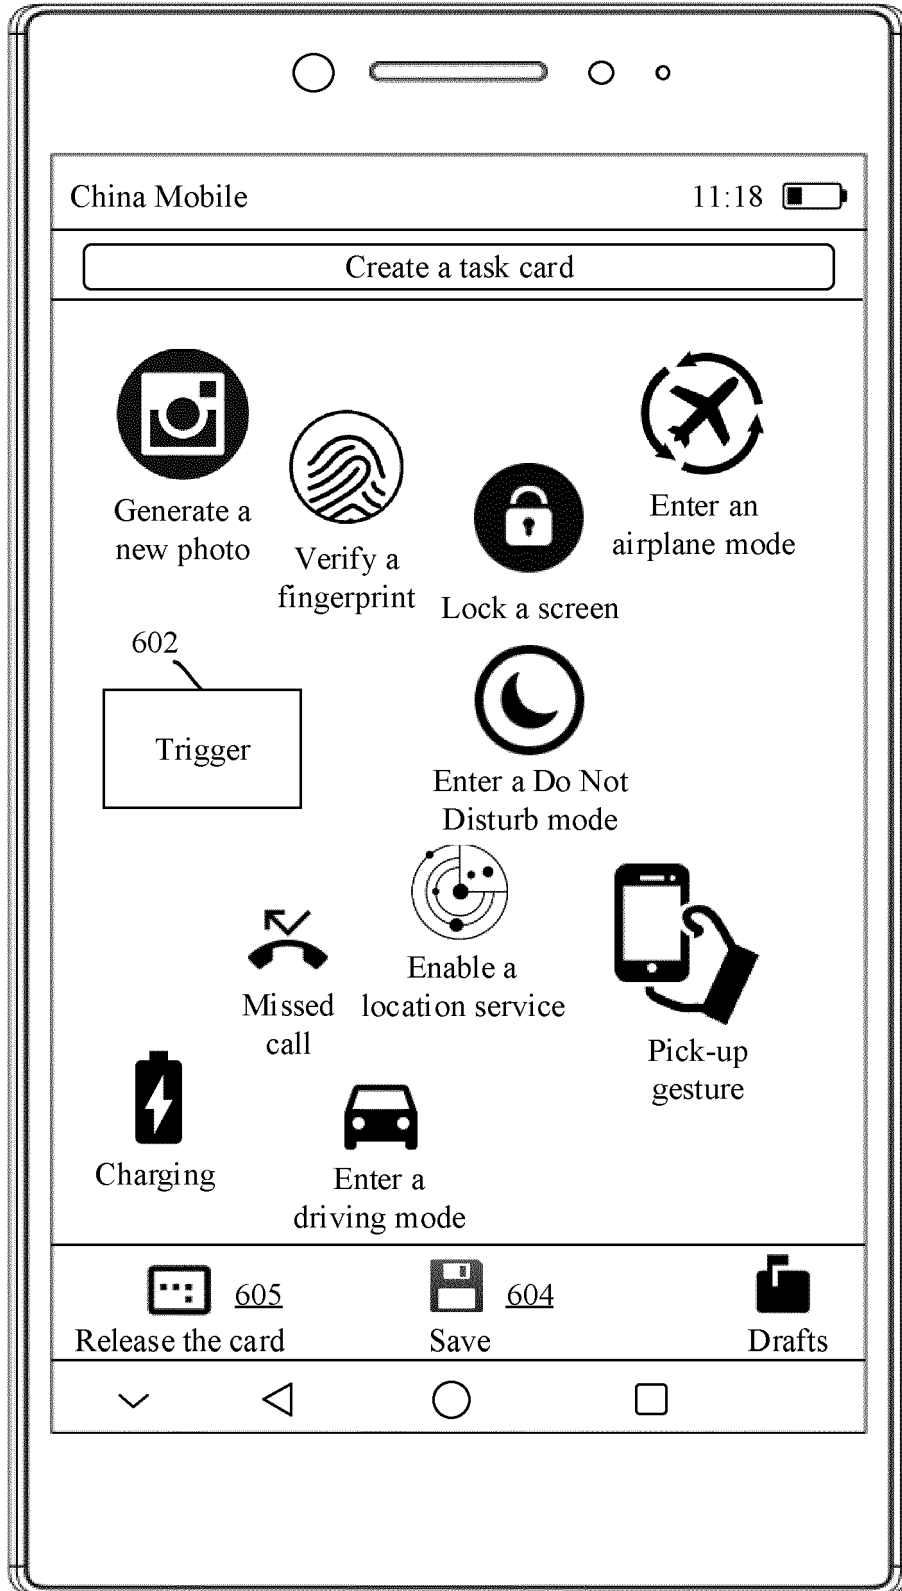 China Mobile
11:18
Create a task card
Generate a
new photo
Verify a
fingerprint
Lock a screen
Enter an
airplane mode
602
Trigger
Enter a Do Not
Disturb mode
Missed
call
Enable a
location service
Pick-up
gesture
Charging
Enter a
driving mode
605
Release the card
604
Save
Drafts